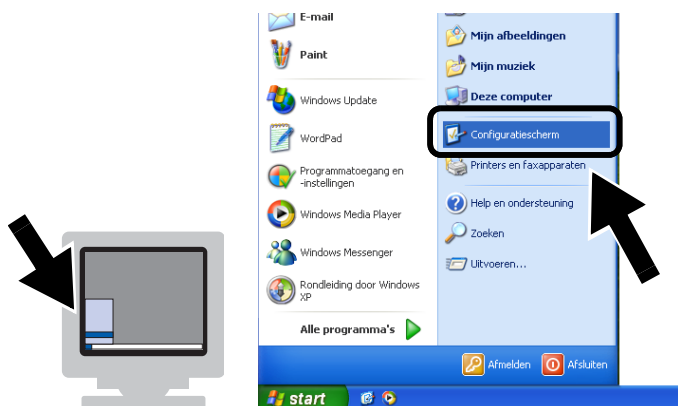 E-mail
Paint
Windows Update
WordPad
Programmatoegang en
-instellingen
Windows Media Player
Windows Messenger
Rondleiding door Windows
XP
Alle programma's
Mijn afbeeldingen
Mijn muziek
Deze computer
Configuratiescherm
Printers en faxapparaten
Help en ondersteuning
Zoeken
Uitvoeren...
Afmelden
Afsluiten
start